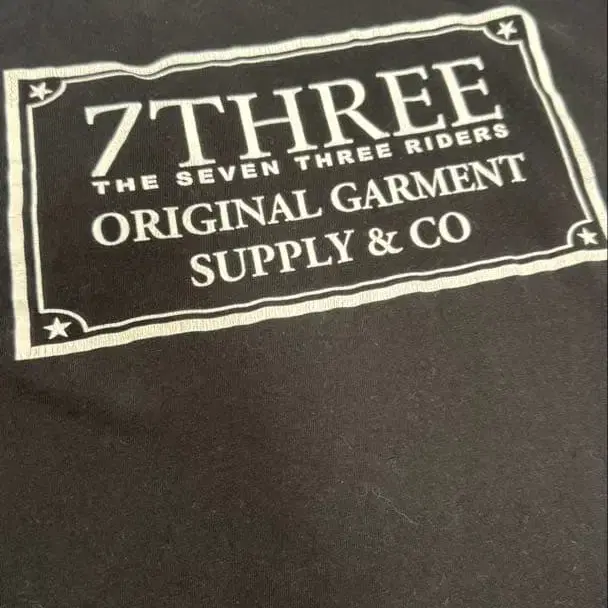 7THREE
THE SEVEN THREE RIDERS
ORIGINAL GARMENT
SUPPLY & CO